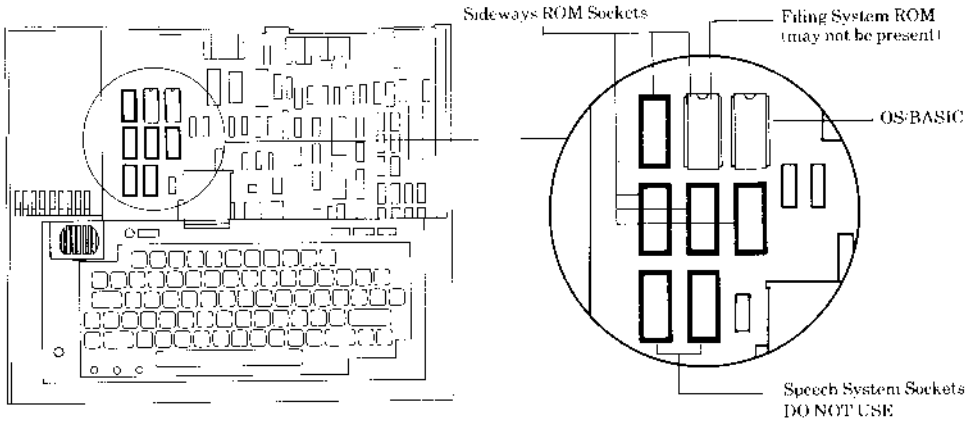 Sideways ROM Sockets
Filing System ROM
(may not be present)
OS/BASIC
Speech System Sockets
DO NOT USE